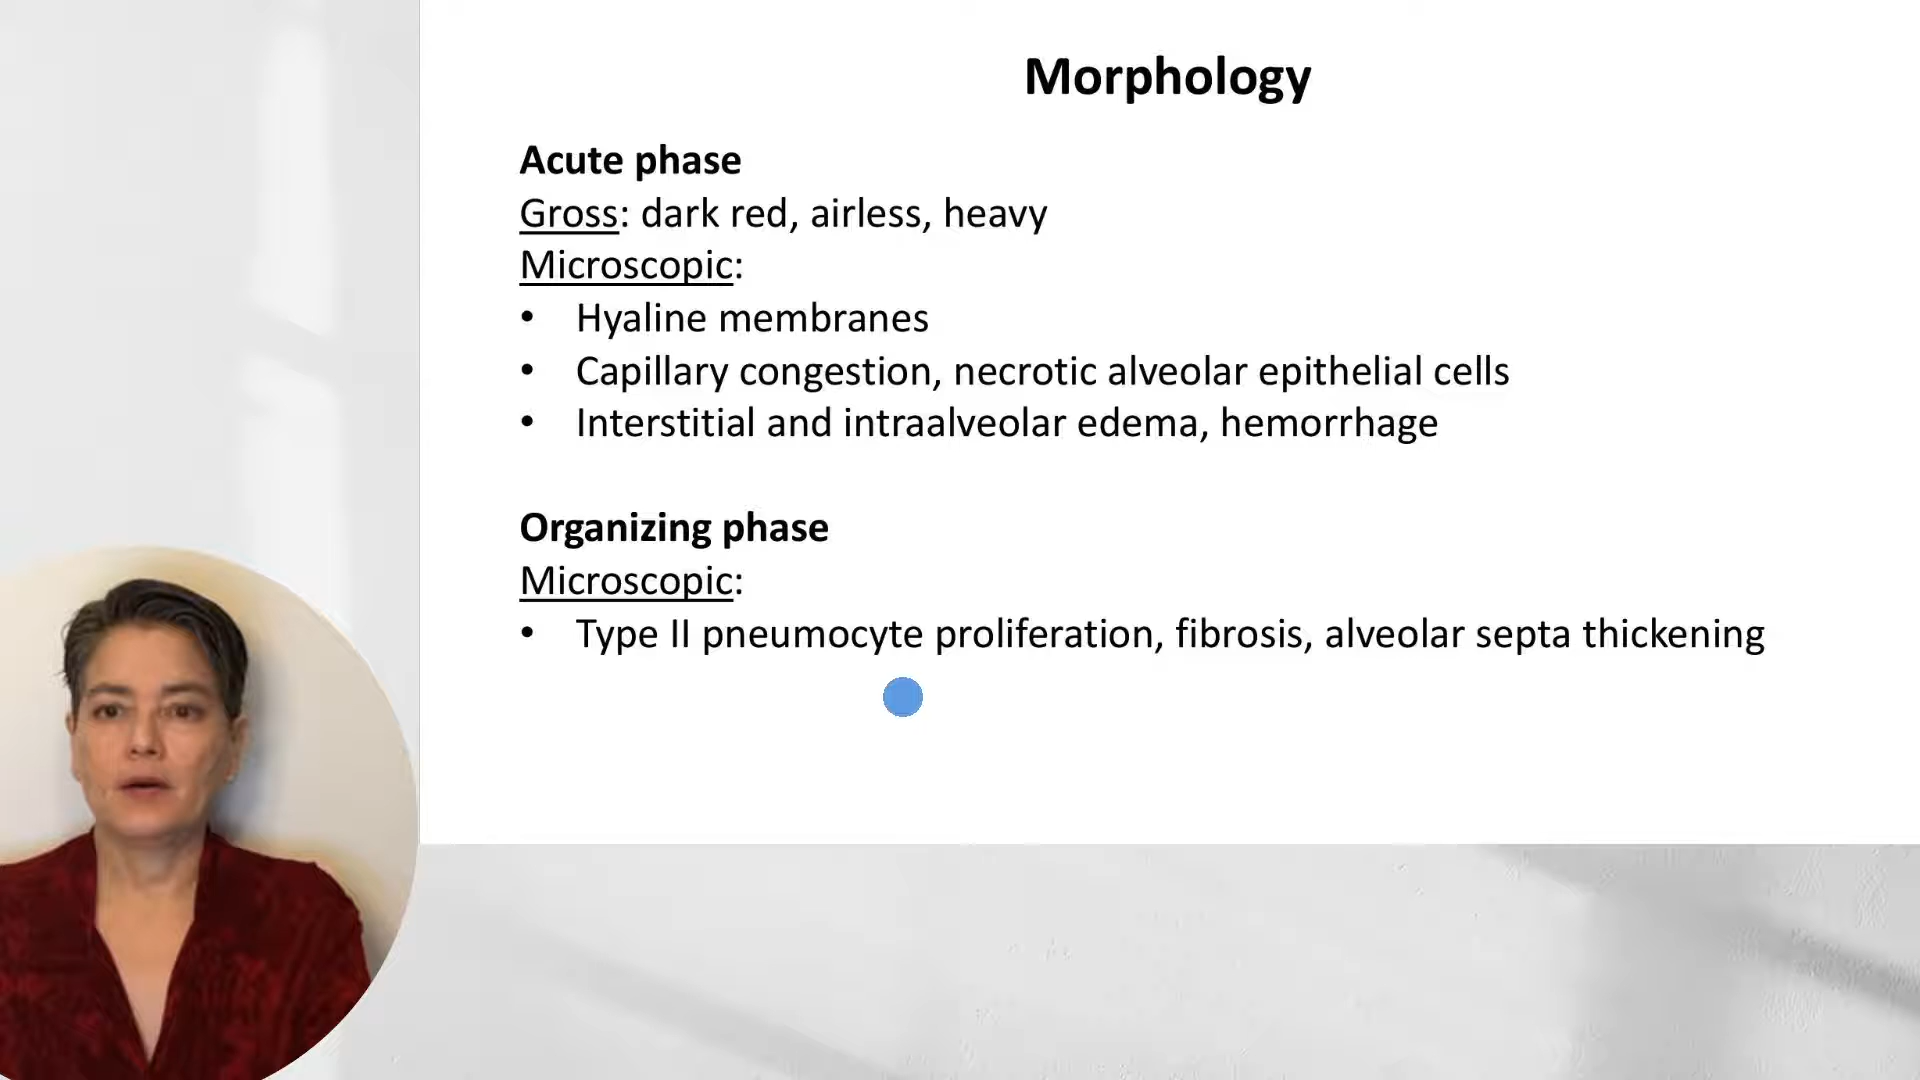 Morphology
Acute phase
Gross: dark red, airless, heavy
Microscopic:
• Hyaline membranes
• Capillary congestion, necrotic alveolar epithelial cells
• Interstitial and intraalveolar edema, hemorrhage
Organizing phase
Microscopic:
• Type II pneumocyte proliferation, fibrosis, alveolar septa thickening